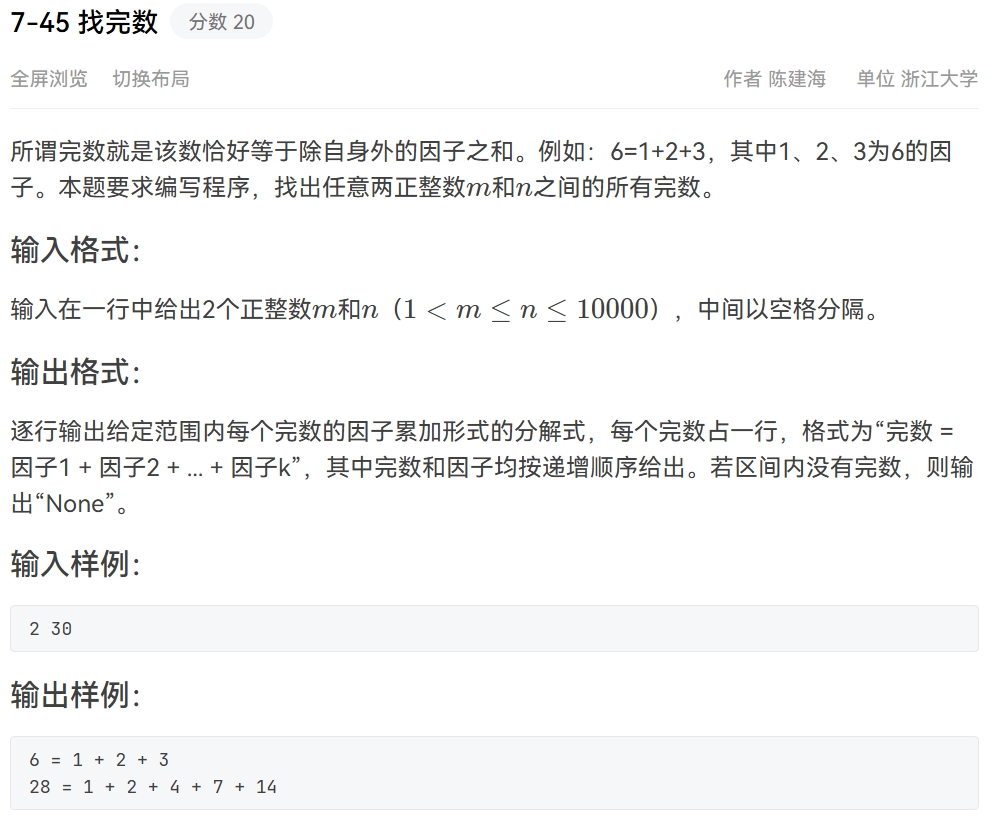 7-45 找完数 分数 20
全屏浏览 切换布局 作者 陈建海 单位 浙江大学
所谓完数就是该数恰好等于除自身外的因子之和。例如：6=1+2+3，其中1、2、3为6的因
子。本题要求编写程序，找出任意两正整数m和n之间的所有完数。
输入格式：
输入在一行中给出2个正整数m和n（1 < m ≤ n ≤ 10000），中间以空格分隔。
输出格式：
逐行输出给定范围内每个完数的因子累加形式的分解式，每个完数占一行，格式为“完数 =
因子1 + 因子2 + ... + 因子k”，其中完数和因子均按递增顺序给出。若区间内没有完数，则输
出“None”。
输入样例：
2 30
输出样例：
6 = 1 + 2 + 3
28 = 1 + 2 + 4 + 7 + 14